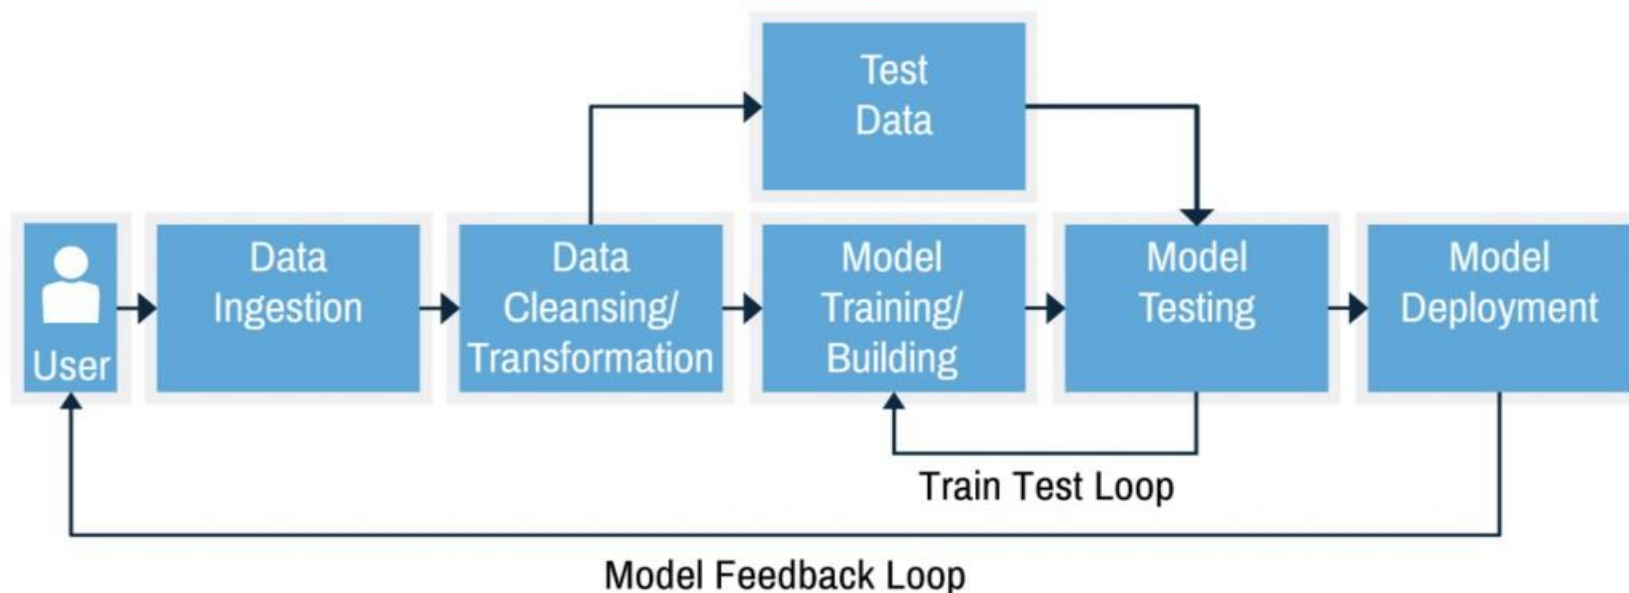 Test
Data
User
Data
Ingestion
Data
Cleansing/
Transformation
Model
Training/
Building
Model
Testing
Model
Deployment
Train Test Loop
Model Feedback Loop